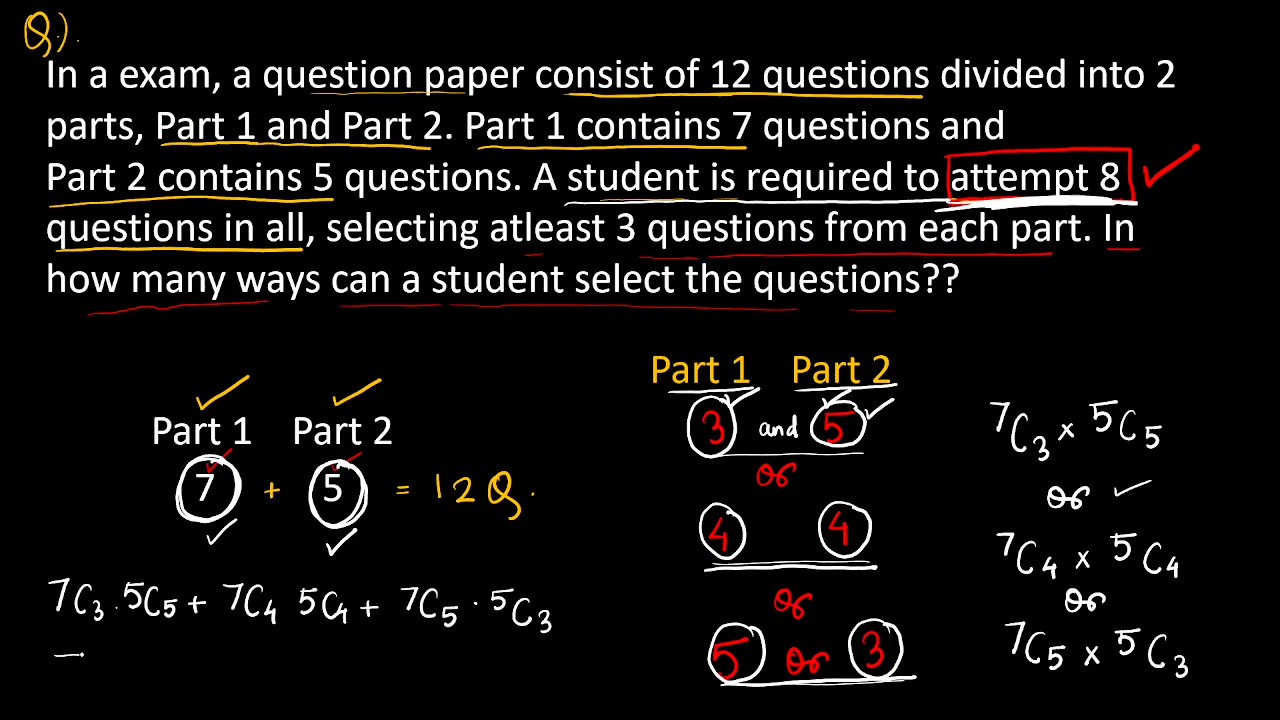 Q).
In a exam, a question paper consist of 12 questions divided into 2
parts, Part 1 and Part 2. Part 1 contains 7 questions and
Part 2 contains 5 questions. A student is required to attempt 8
questions in all, selecting atleast 3 questions from each part. In
how many ways can a student select the questions??
Part 1 Part 2
7 + 5 = 12 Q.
7C3 . 5C5 + 7C4 5C4 + 7C5 . 5C3
Part 1 Part 2
3 and 5
or
4 4
or
5 or 3
7C3 x 5C5
or
7C4 x 5C4
or
7C5 x 5C3